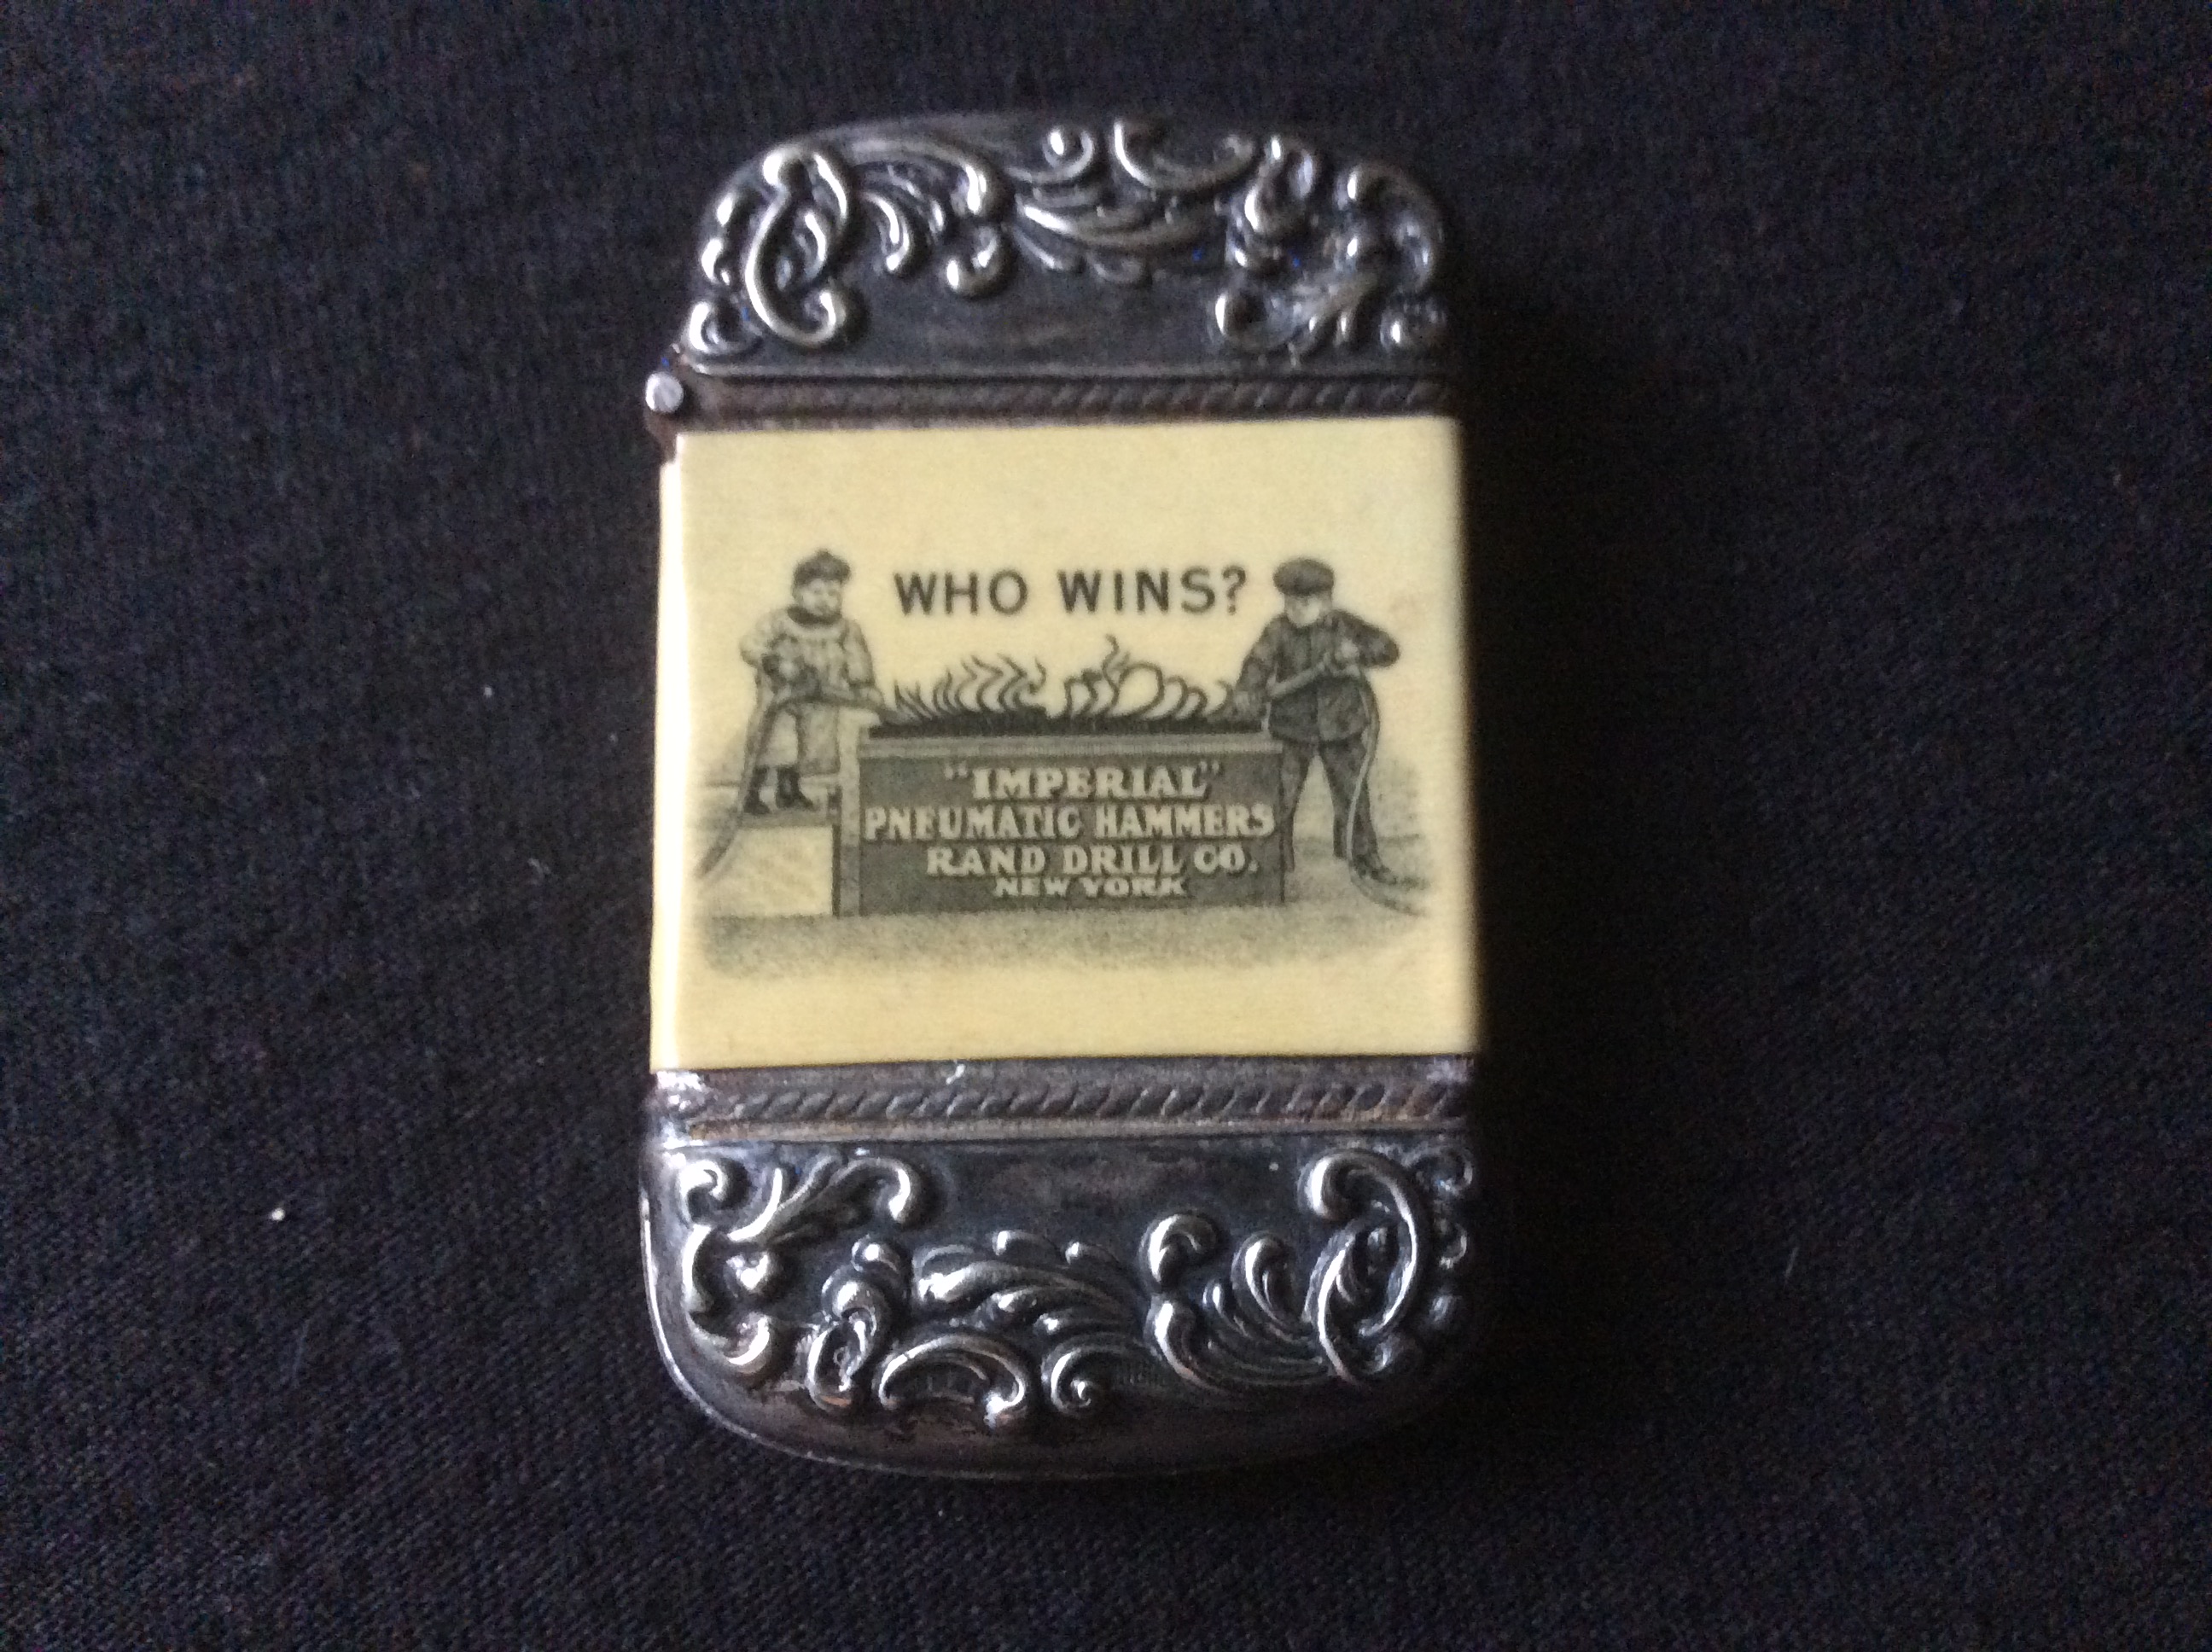 WHO WINS?
"IMPERIAL"
PNEUMATIC HAMMERS
RAND DRILL CO.
NEW YORK